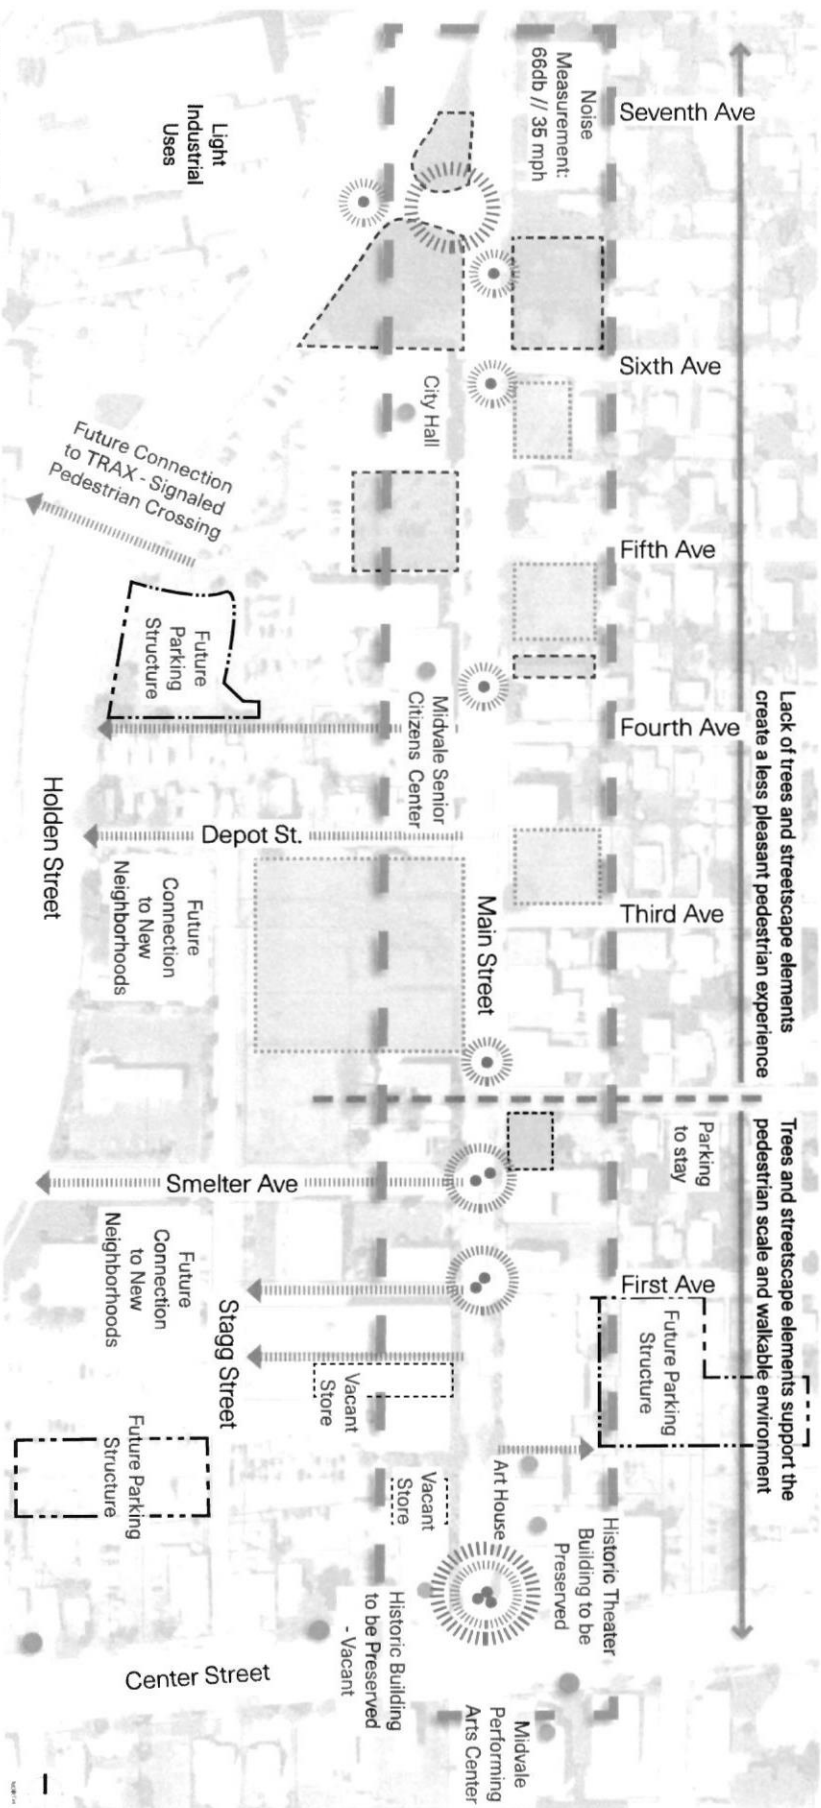 Seventh Ave
Noise
Measurement:
66db // 35 mph
Light
Industrial
Uses
Sixth Ave
City Hall
Future Connection
to TRAX - Signaled
Pedestrian Crossing
Fifth Ave
Future
Parking
Structure
Midvale Senior
Citizens Center
Fourth Ave
Lack of trees and streetscape elements
create a less pleasant pedestrian experience
Holden Street
Depot St.
Future
Connection
to New
Neighborhoods
Main Street
Third Ave
Parking
to stay
Trees and streetscape elements support the
pedestrian scale and walkable environment
Smelter Ave
Future
Connection
to New
Neighborhoods
First Ave
Stagg Street
Future Parking
Structure
Vacant
Store
Future Parking
Structure
Vacant
Store
Art House
Historic Theater
Building to be
Preserved
Historic Building
to be Preserved
- Vacant
Center Street
Midvale
Performing
Arts Center